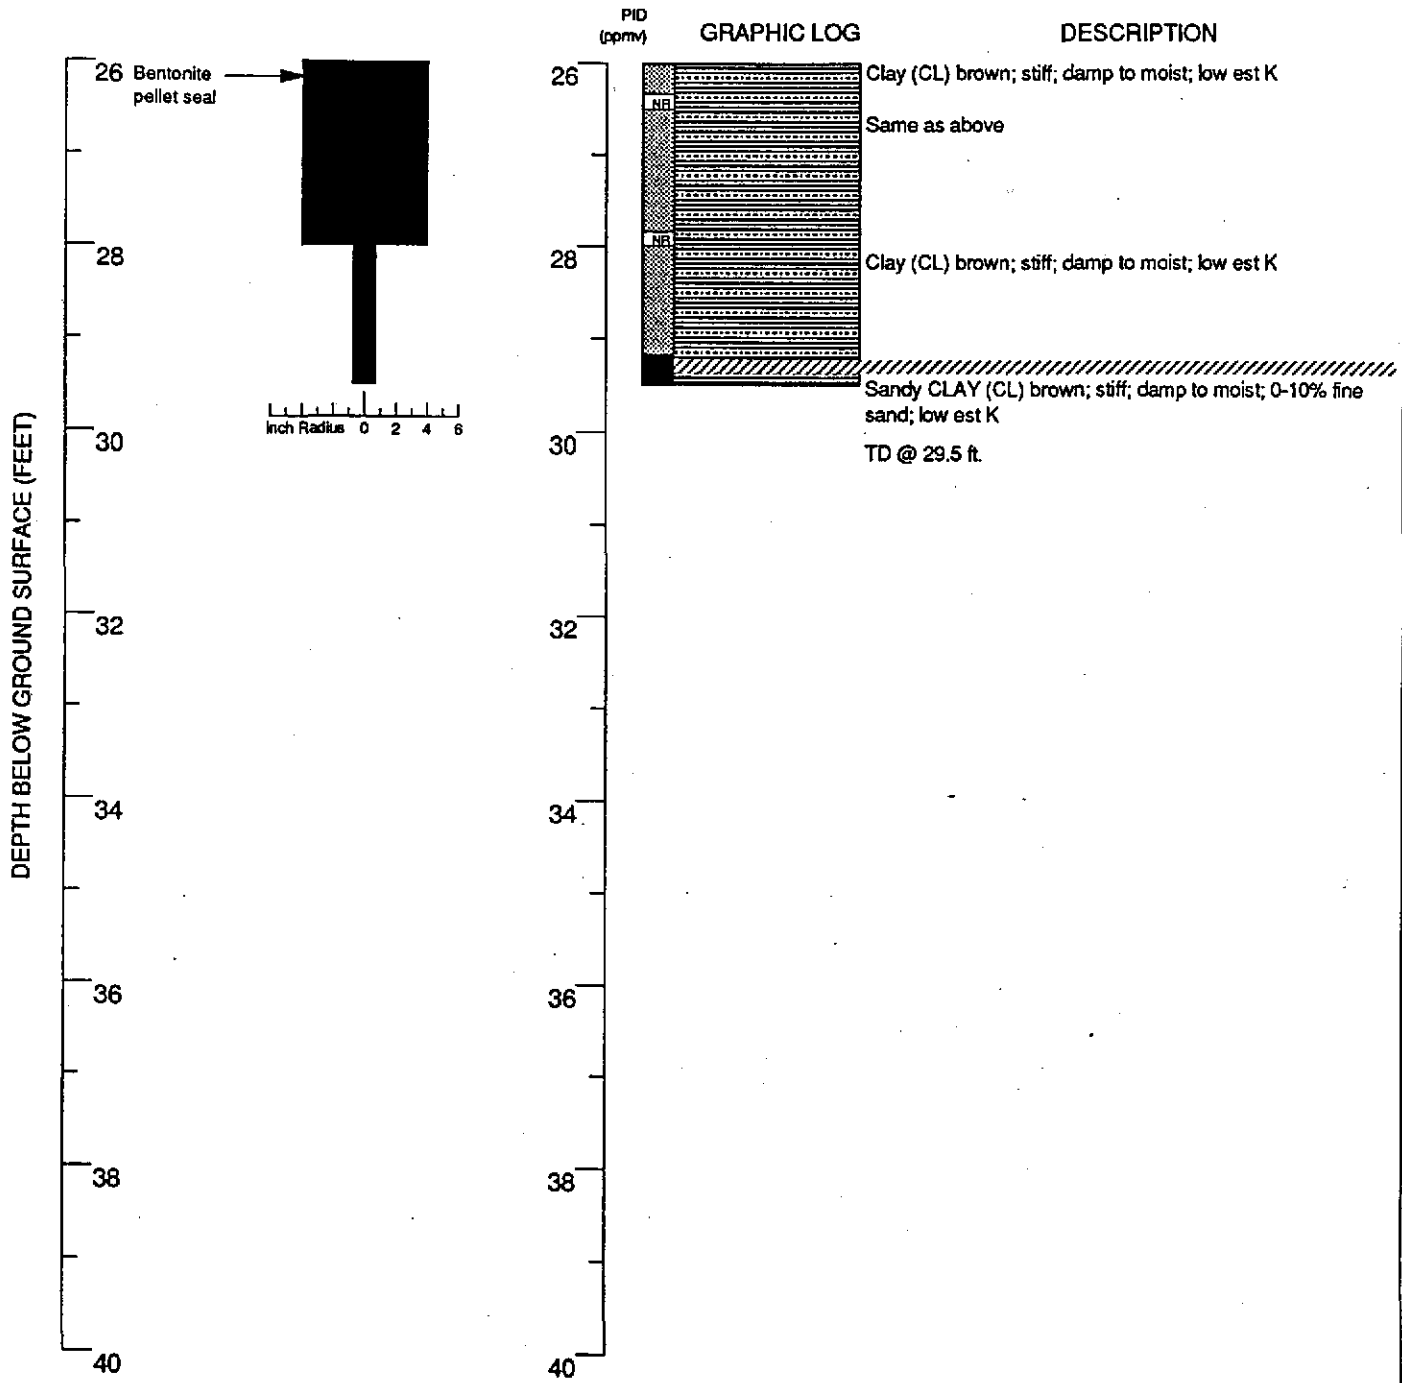 PID
(ppmv)
GRAPHIC LOG
DESCRIPTION
DEPTH BELOW GROUND SURFACE (FEET)
26
28
30
32
34
36
38
40
Bentonite
pellet seal
Inch Radius 0 2 4 6
26
28
30
32
34
36
38
40
NR
NR
Clay (CL) brown; stiff; damp to moist; low est K
Same as above
Clay (CL) brown; stiff; damp to moist; low est K
Sandy CLAY (CL) brown; stiff; damp to moist; 0-10% fine
sand; low est K
TD @ 29.5 ft.